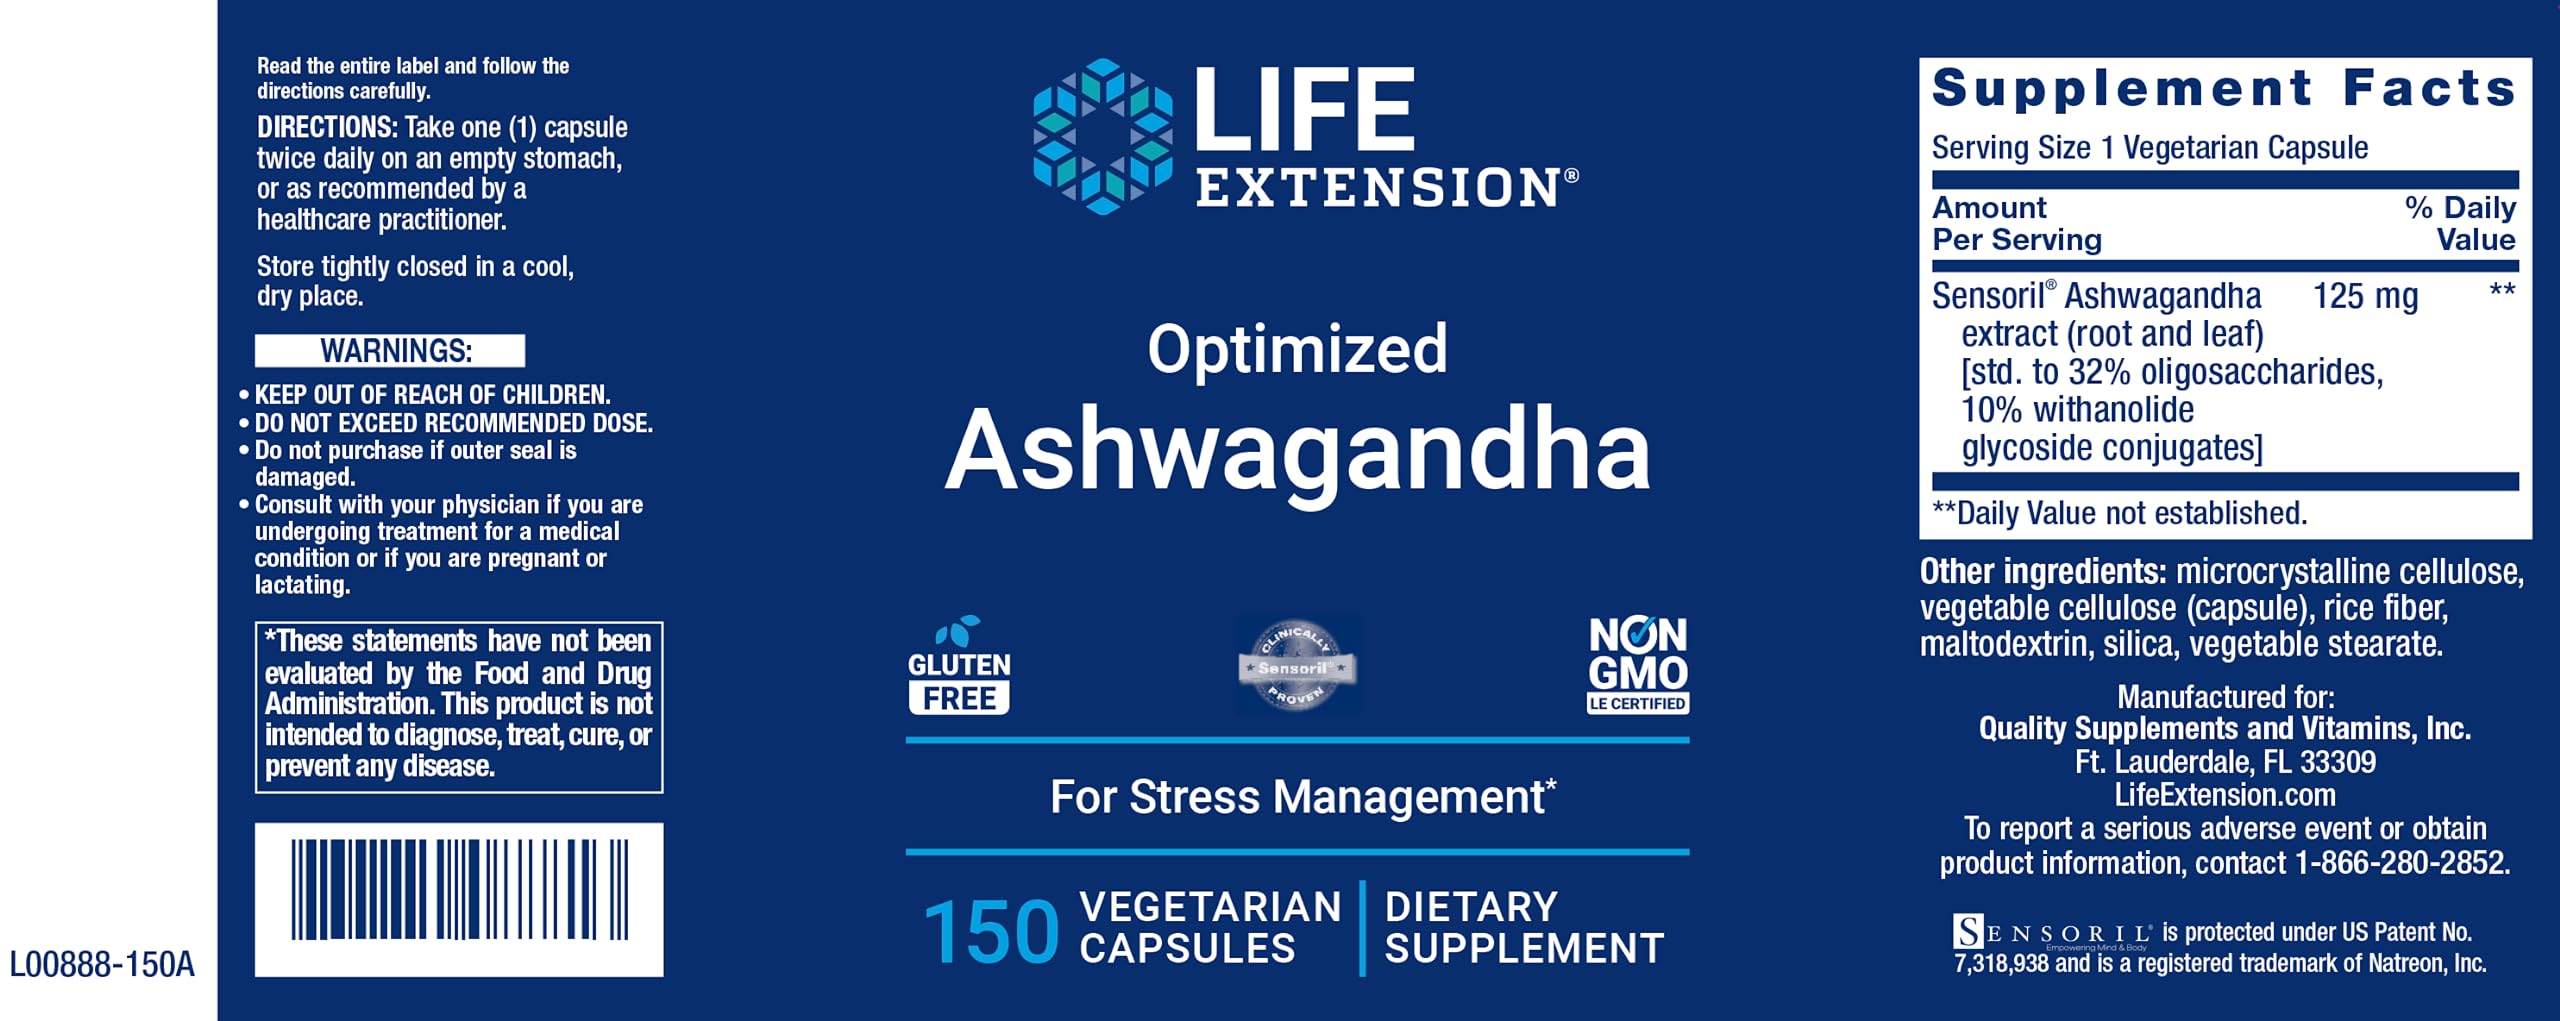 Read the entire label and follow the
directions carefully.
DIRECTIONS: Take one (1) capsule
twice daily on an empty stomach,
or as recommended by a
healthcare practitioner.
Store tightly closed in a cool,
dry place.
WARNINGS:
• KEEP OUT OF REACH OF CHILDREN.
• DO NOT EXCEED RECOMMENDED DOSE.
• Do not purchase if outer seal is
damaged.
• Consult with your physician if you are
undergoing treatment for a medical
condition or if you are pregnant or
lactating.
*These statements have not been
evaluated by the Food and Drug
Administration. This product is not
intended to diagnose, treat, cure, or
prevent any disease.
L00888-150A
LIFE
EXTENSION®
Optimized
Ashwagandha
GLUTEN
FREE
CLINICALLY
Sensoril®
PROVEN
NON
GMO
LE CERTIFIED
For Stress Management*
150 VEGETARIAN
CAPSULES
DIETARY
SUPPLEMENT
Supplement Facts
Serving Size 1 Vegetarian Capsule
Amount % Daily
Per Serving Value
Sensoril® Ashwagandha 125 mg **
extract (root and leaf)
[std. to 32% oligosaccharides,
10% withanolide
glycoside conjugates]
**Daily Value not established.
Other ingredients: microcrystalline cellulose,
vegetable cellulose (capsule), rice fiber,
maltodextrin, silica, vegetable stearate.
Manufactured for:
Quality Supplements and Vitamins, Inc.
Ft. Lauderdale, FL 33309
LifeExtension.com
To report a serious adverse event or obtain
product information, contact 1-866-280-2852.
SENSORIL® is protected under US Patent No.
Empowering Mind & Body
7,318,938 and is a registered trademark of Natreon, Inc.